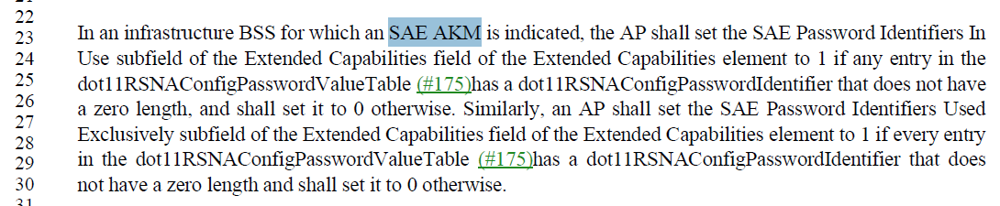 22
23 In an infrastructure BSS for which an SAE AKM is indicated, the AP shall set the SAE Password Identifiers In
24 Use subfield of the Extended Capabilities field of the Extended Capabilities element to 1 if any entry in the
25 dot11RSNAConfigPasswordValueTable (#175)has a dot11RSNAConfigPasswordIdentifier that does not have
26 a zero length, and shall set it to 0 otherwise. Similarly, an AP shall set the SAE Password Identifiers Used
27
28 Exclusively subfield of the Extended Capabilities field of the Extended Capabilities element to 1 if every entry
29 in the dot11RSNAConfigPasswordValueTable (#175)has a dot11RSNAConfigPasswordIdentifier that does
30 not have a zero length and shall set it to 0 otherwise.